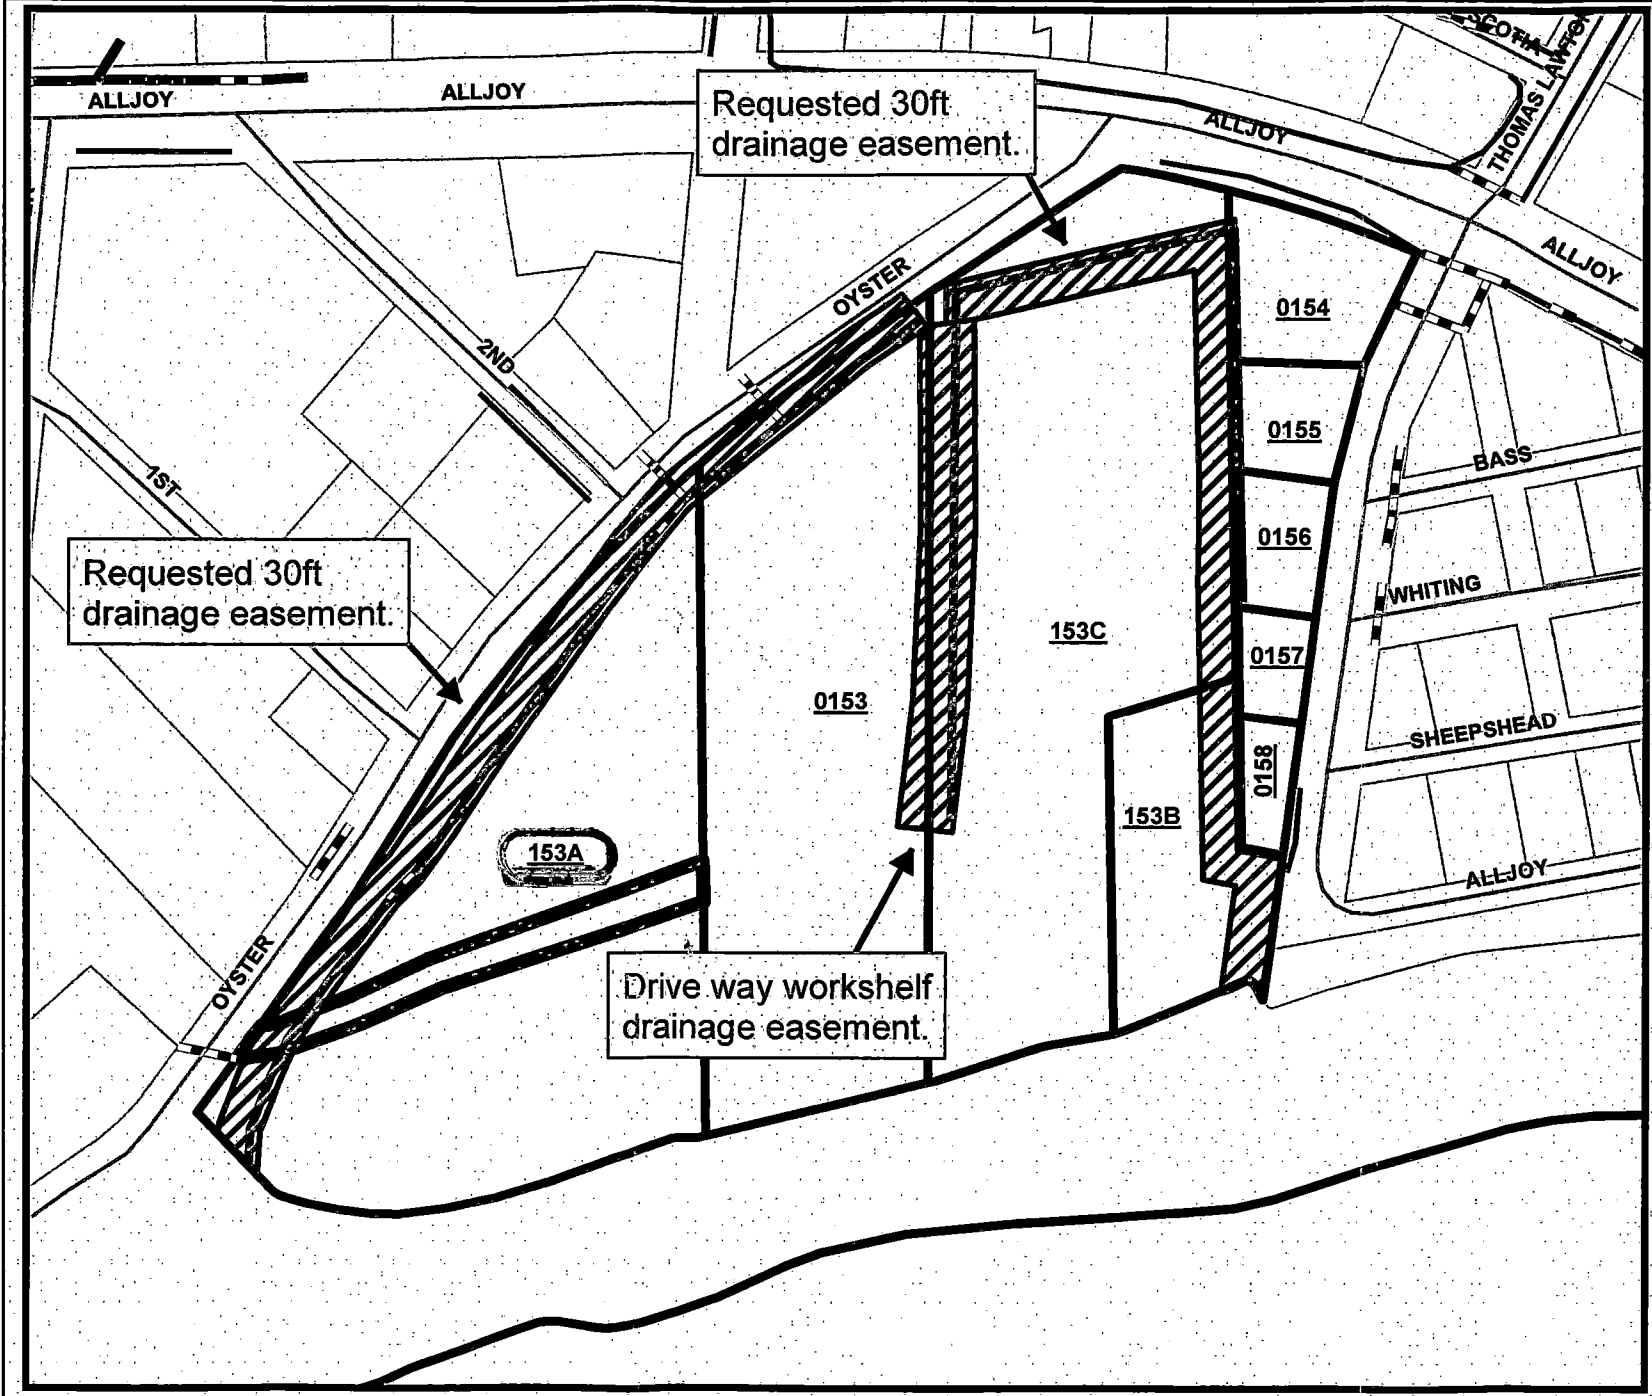 SCOTIA
THOMAS LAWTON
ALLJOY
ALLJOY
Requested 30ft
drainage easement.
ALLJOY
ALLJOY
OYSTER
0154
2ND
0155
BASS
1ST
0156
WHITING
Requested 30ft
drainage easement.
153C
0157
0153
SHEEPSHEAD
0158
153B
153A
ALLJOY
OYSTER
Drive way workshelf
drainage easement.